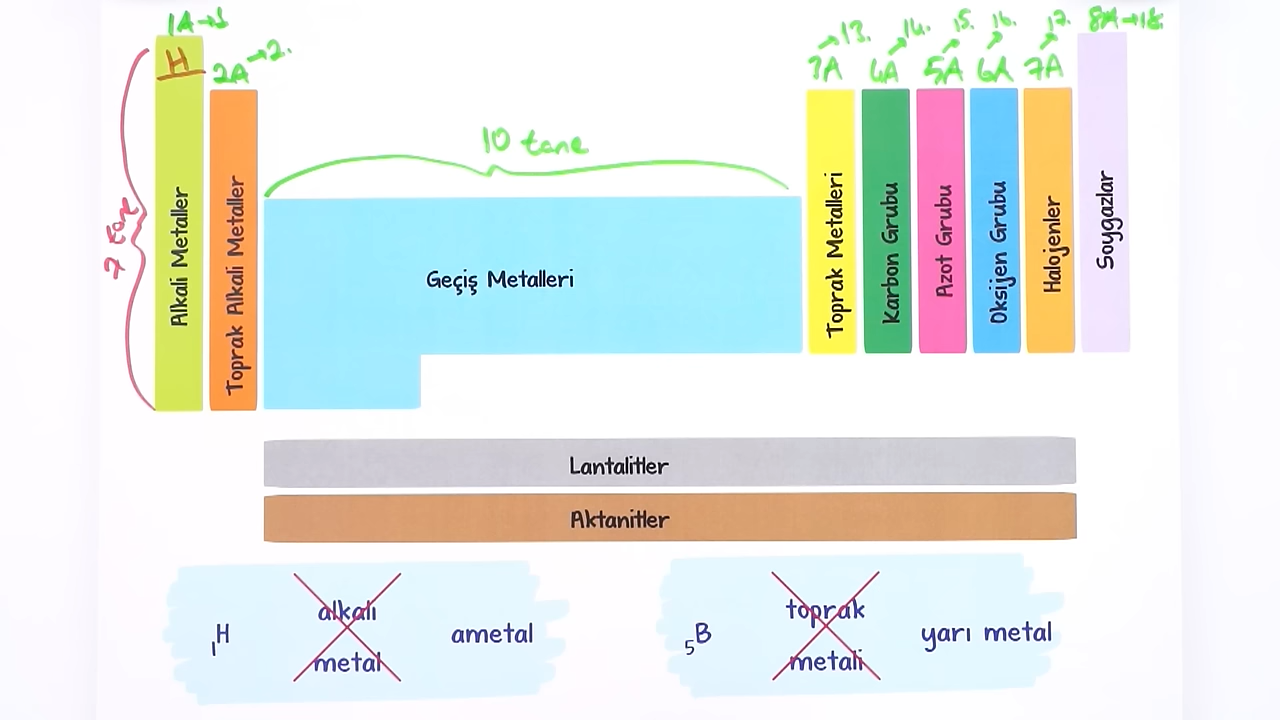 1A→1
8A→18.
H
2A→2.
3A→13.
4A→14.
5A→15.
6A→16.
7A→17.
10 tane
7 tane
Alkali Metaller
Toprak Alkali Metaller
Geçiş Metalleri
Toprak Metalleri
Karbon Grubu
Azot Grubu
Oksijen Grubu
Halojenler
Soygazlar
Lantalitler
Aktanitler
₁H
alkali
metal
ametal
₅B
toprak
metali
yarı metal